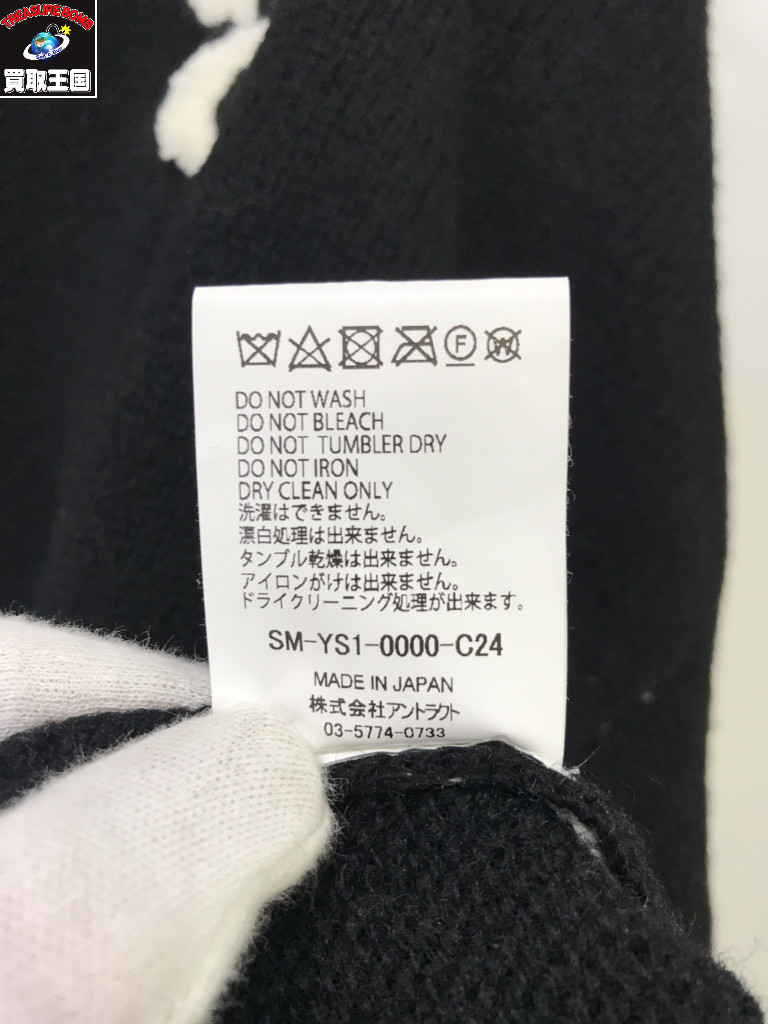 TREASURE BOMB
買取王国
F
W
DO NOT WASH
DO NOT BLEACH
DO NOT TUMBLER DRY
DO NOT IRON
DRY CLEAN ONLY
洗濯はできません。
漂白処理は出来ません。
タンブル乾燥は出来ません。
アイロンがけは出来ません。
ドライクリーニング処理が出来ます。
SM-YS1-0000-C24
MADE IN JAPAN
株式会社アントラクト
03-5774-0733